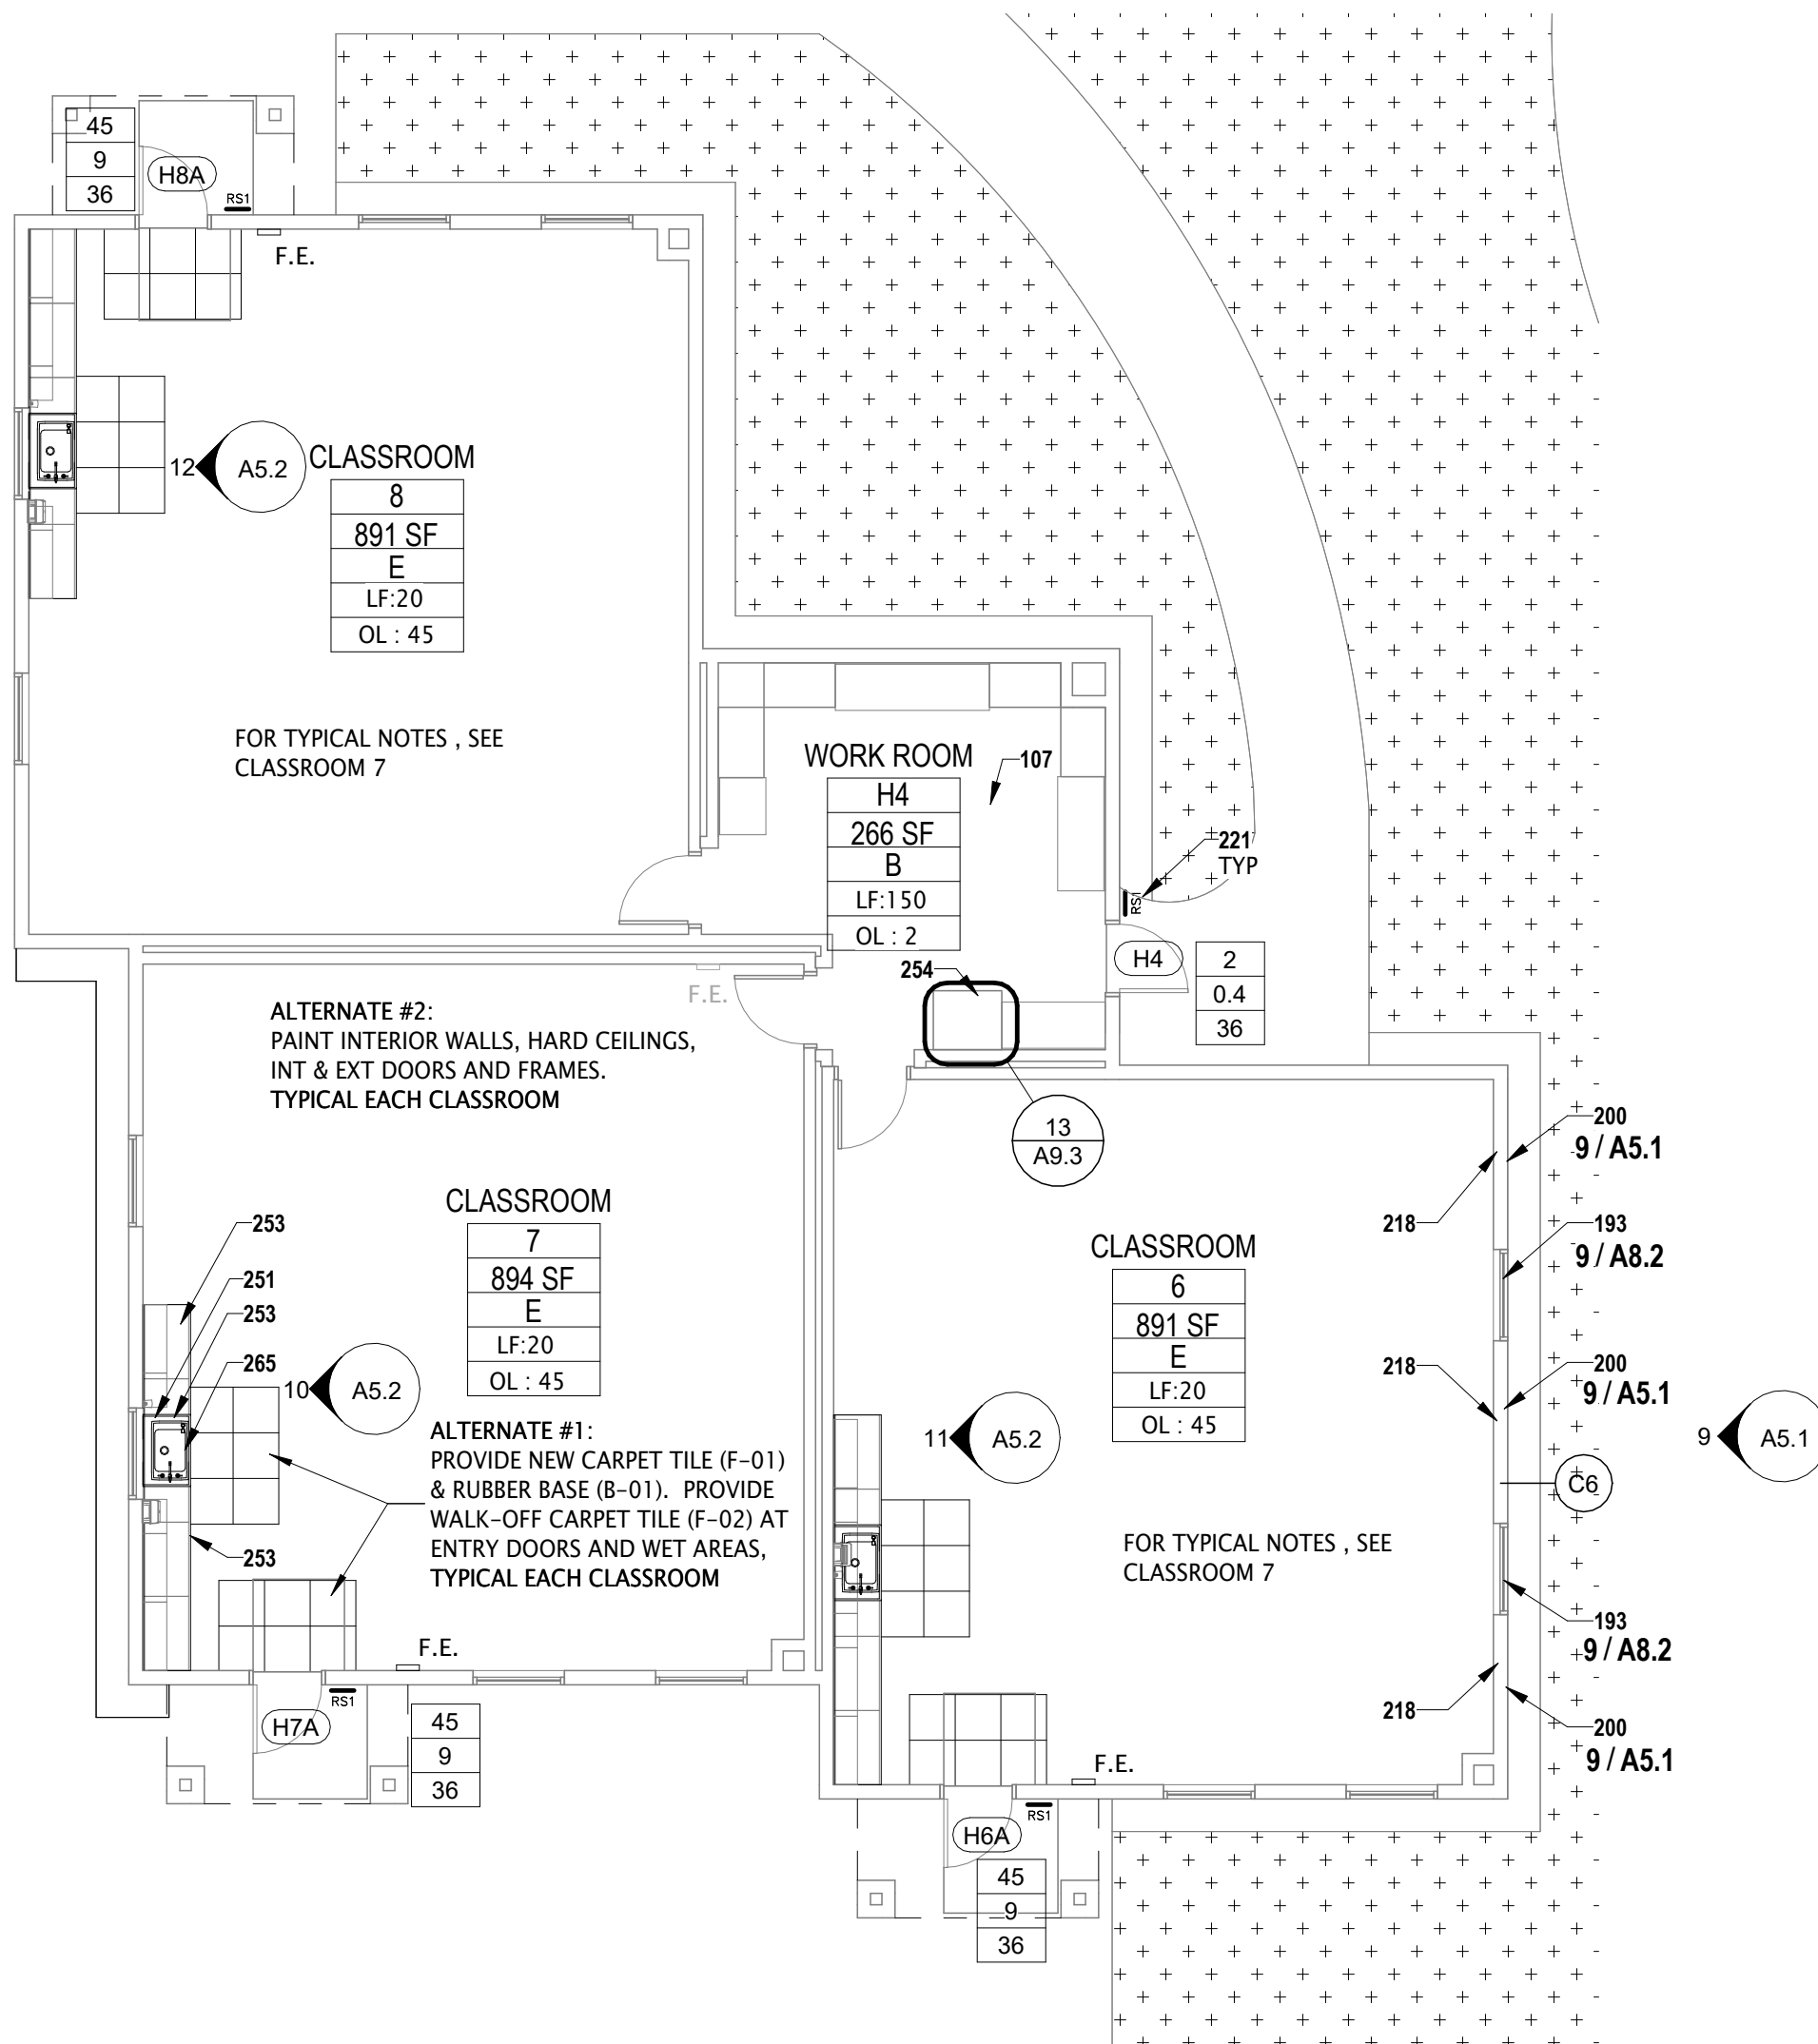 45
9
36
H8A
RS1
F.E.
12
A5.2
CLASSROOM
8
891 SF
E
LF:20
OL : 45
FOR TYPICAL NOTES , SEE
CLASSROOM 7
WORK ROOM
107
H4
266 SF
B
LF:150
OL : 2
221
TYP
RS1
H4
2
0.4
36
254
F.E.
13
A9.3
ALTERNATE #2:
PAINT INTERIOR WALLS, HARD CEILINGS,
INT & EXT DOORS AND FRAMES.
TYPICAL EACH CLASSROOM
CLASSROOM
7
894 SF
E
LF:20
OL : 45
253
251
253
265
10
A5.2
253
ALTERNATE #1:
PROVIDE NEW CARPET TILE (F-01)
& RUBBER BASE (B-01).  PROVIDE
WALK-OFF CARPET TILE (F-02) AT
ENTRY DOORS AND WET AREAS,
TYPICAL EACH CLASSROOM
F.E.
RS1
H7A
45
9
36
CLASSROOM
6
891 SF
E
LF:20
OL : 45
11
A5.2
FOR TYPICAL NOTES , SEE
CLASSROOM 7
200
9 / A5.1
218
193
9 / A8.2
218
200
9 / A5.1
9
A5.1
C6
193
9 / A8.2
218
200
9 / A5.1
F.E.
RS1
H6A
45
9
36